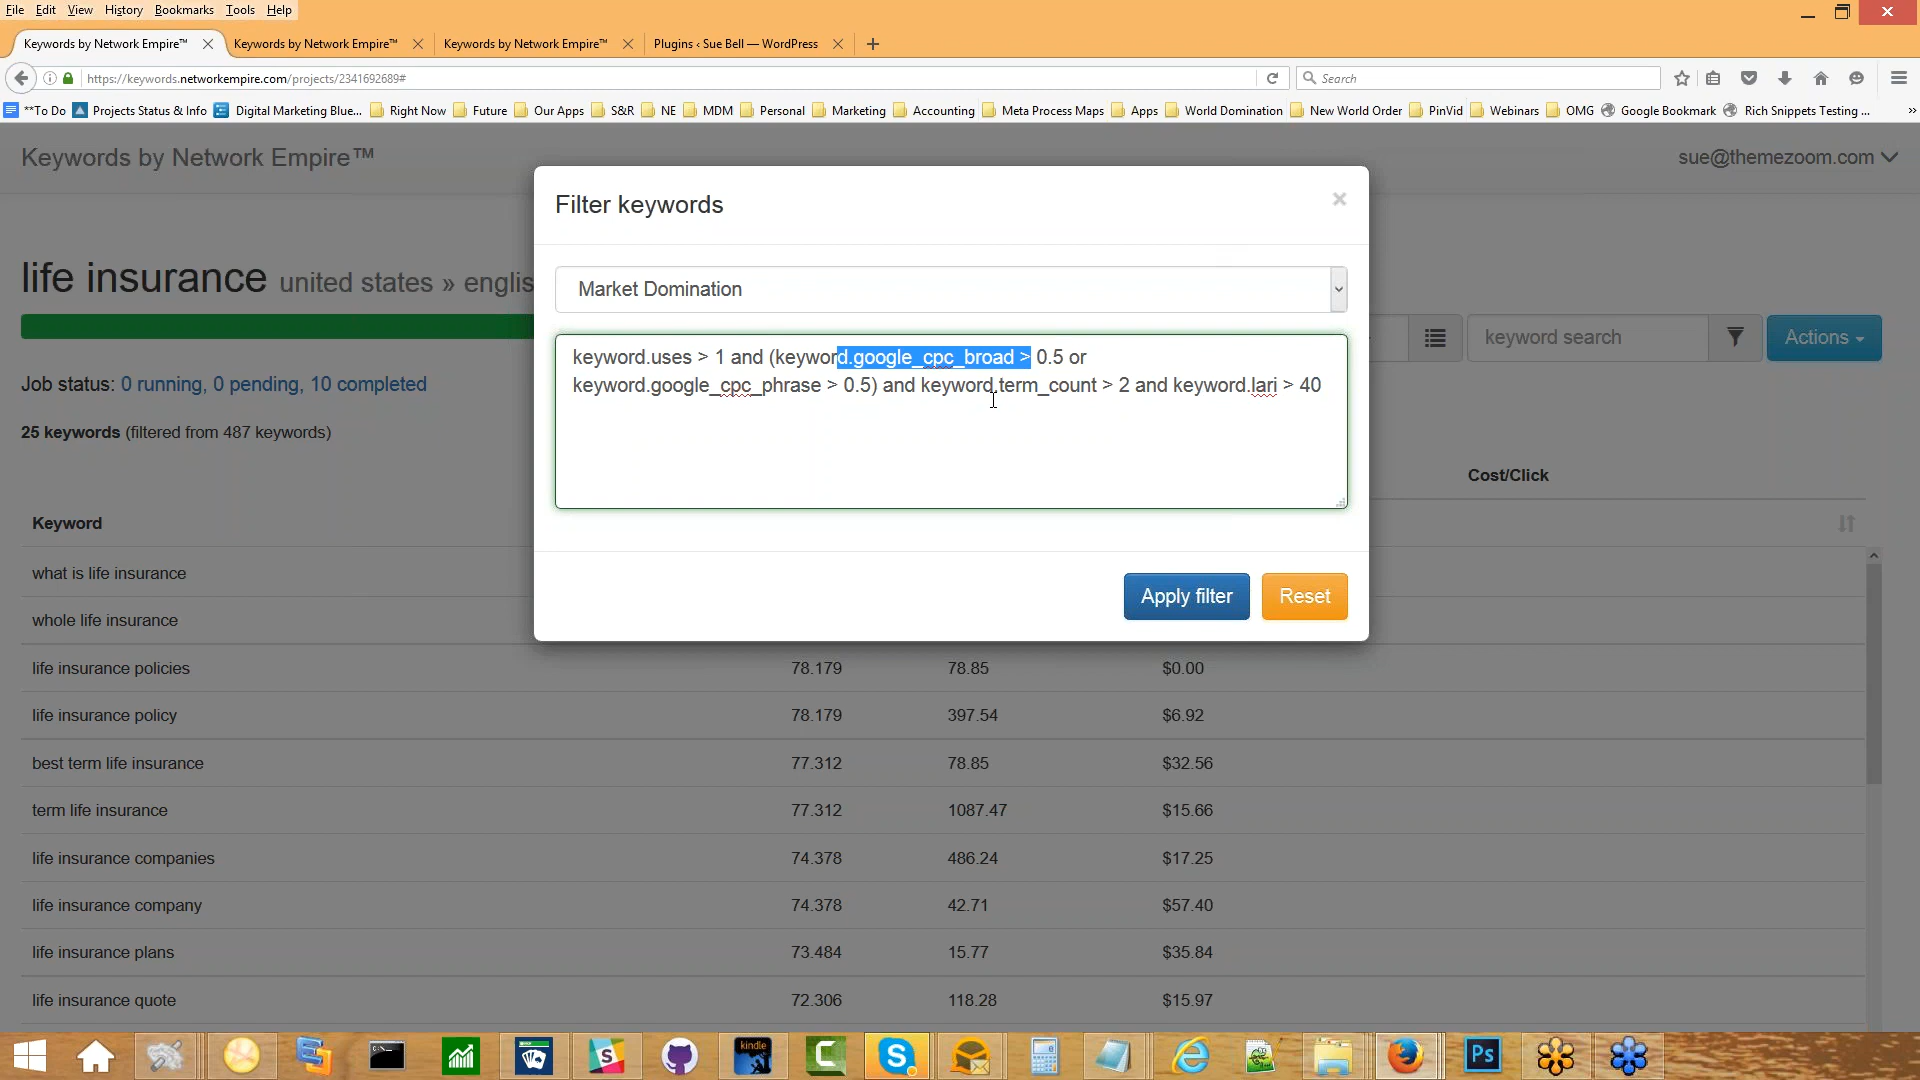 File Edit View History Bookmarks Tools Help
Keywords by Network Empire™ Keywords by Network Empire™ Keywords by Network Empire™ Plugins ‹ Sue Bell — WordPress
https://keywords.networkempire.com/projects/2341692689#
Search
**To Do Projects Status & Info Digital Marketing Blue... Right Now Future Our Apps S&R NE MDM Personal Marketing Accounting Meta Process Maps Apps World Domination New World Order PinVid Webinars OMG Google Bookmark Rich Snippets Testing ...
Keywords by Network Empire™
sue@themezoom.com
Filter keywords
life insurance united states » englis
Market Domination
keyword search
Actions
keyword.uses > 1 and (keyword.google_cpc_broad > 0.5 or
keyword.google_cpc_phrase > 0.5) and keyword.term_count > 2 and keyword.lari > 40
Job status: 0 running, 0 pending, 10 completed
25 keywords (filtered from 487 keywords)
Cost/Click
Keyword
Apply filter
Reset
what is life insurance
whole life insurance
life insurance policies 78.179 78.85 $0.00
life insurance policy 78.179 397.54 $6.92
best term life insurance 77.312 78.85 $32.56
term life insurance 77.312 1087.47 $15.66
life insurance companies 74.378 486.24 $17.25
life insurance company 74.378 42.71 $57.40
life insurance plans 73.484 15.77 $35.84
life insurance quote 72.306 118.28 $15.97
kindle
Ps